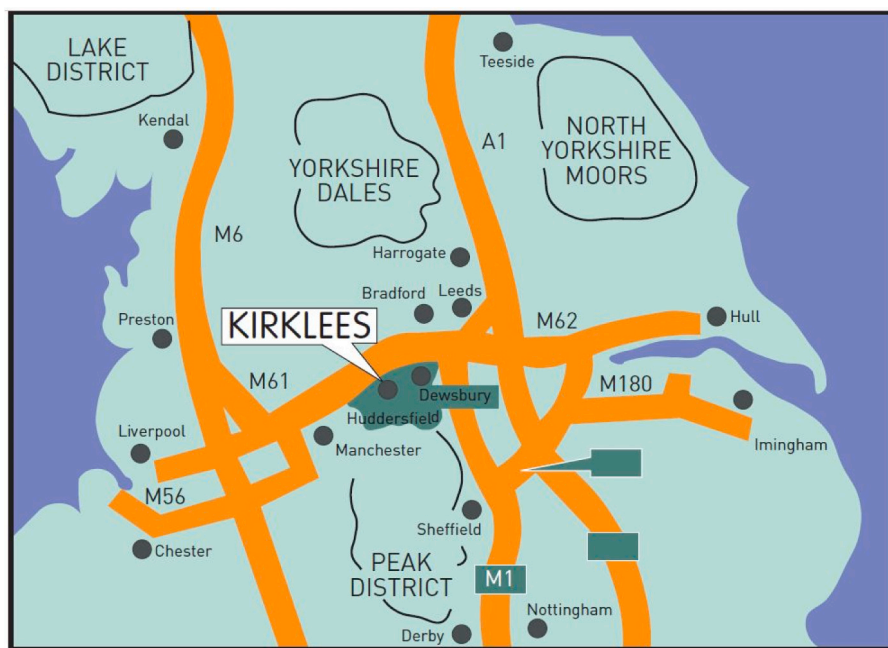 LAKE
DISTRICT
Teeside
Kendal
A1
NORTH
YORKSHIRE
MOORS
YORKSHIRE
DALES
M6
Harrogate
Bradford
Leeds
Preston
KIRKLEES
M62
Hull
M61
M180
Dewsbury
Huddersfield
Liverpool
Manchester
Imingham
M56
Sheffield
Chester
PEAK
DISTRICT
M1
Nottingham
Derby